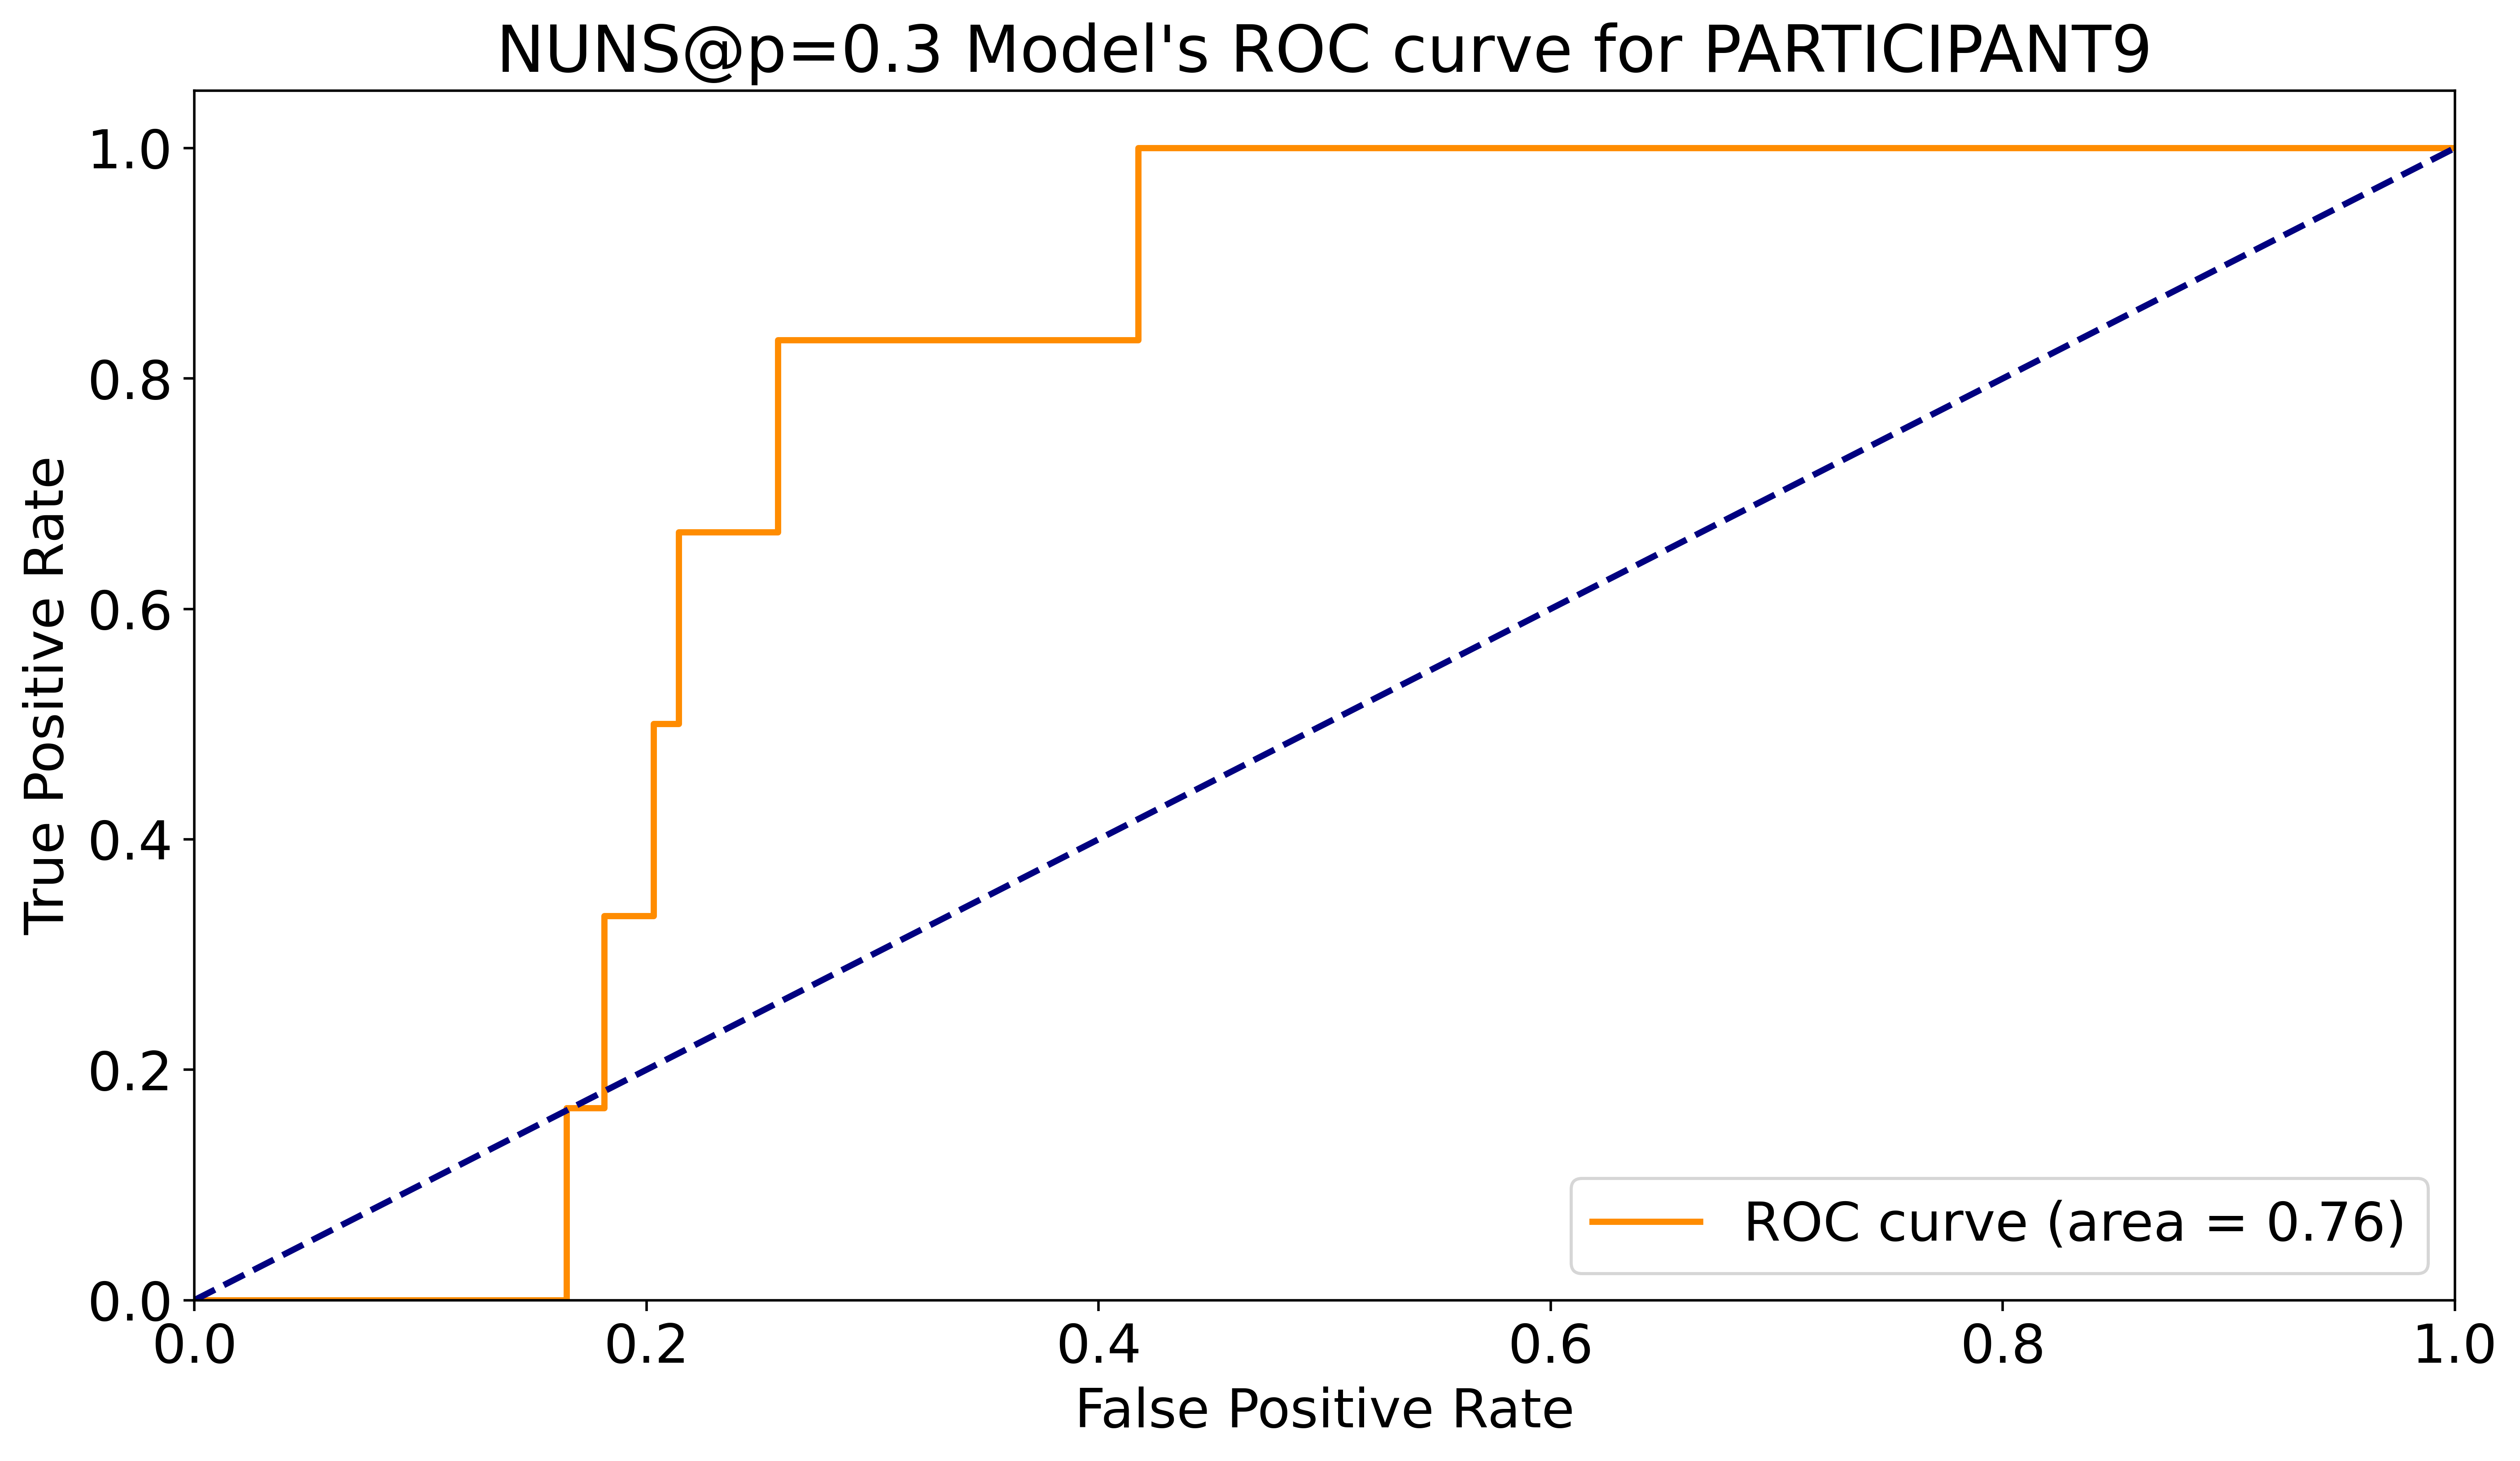 NUNS@p=0.3 Model's ROC curve for PARTICIPANT9
1.0
0.8
0.6
0.4
0.2
0.0
True Positive Rate
ROC curve (area = 0.76)
0.0 0.2 0.4 0.6 0.8 1.0
False Positive Rate